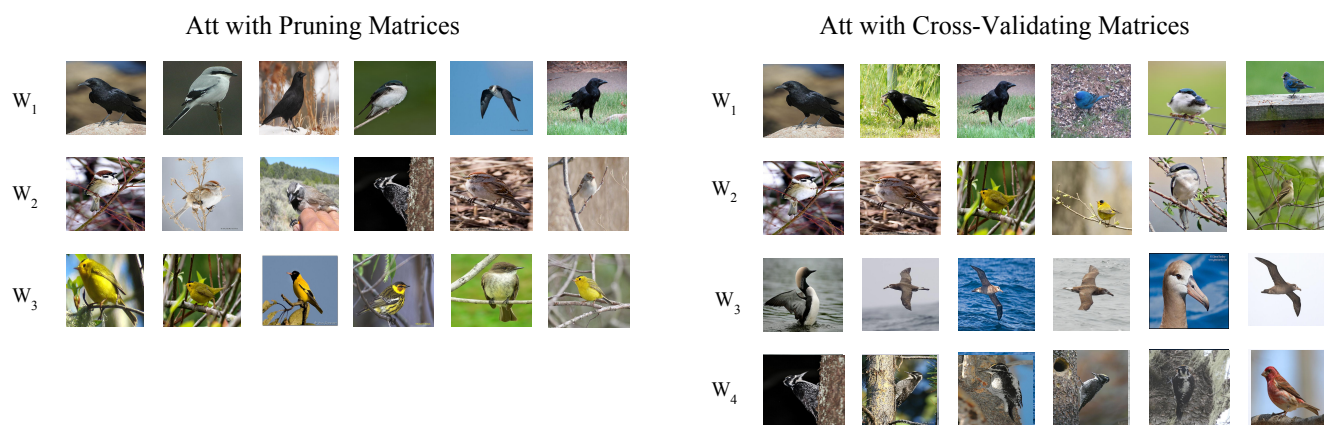 Att with Pruning Matrices
W1
W2
W3
Att with Cross-Validating Matrices
W1
W2
W3
W4